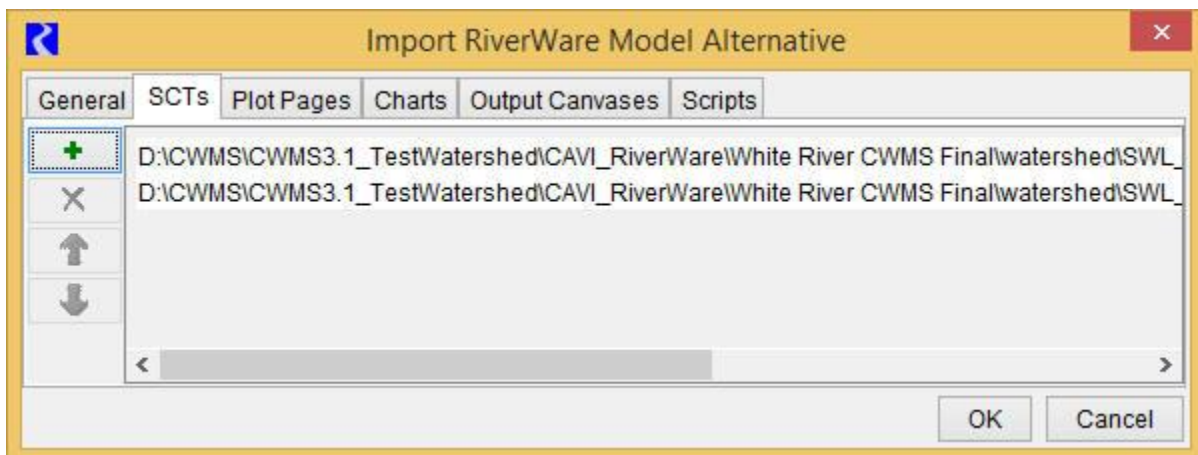 Import RiverWare Model Alternative
General SCTs Plot Pages Charts Output Canvases Scripts
D:\CWMS\CWMS3.1_TestWatershed\CAVI_RiverWare\White River CWMS Final\watershed\SWL_
D:\CWMS\CWMS3.1_TestWatershed\CAVI_RiverWare\White River CWMS Final\watershed\SWL_
OK Cancel